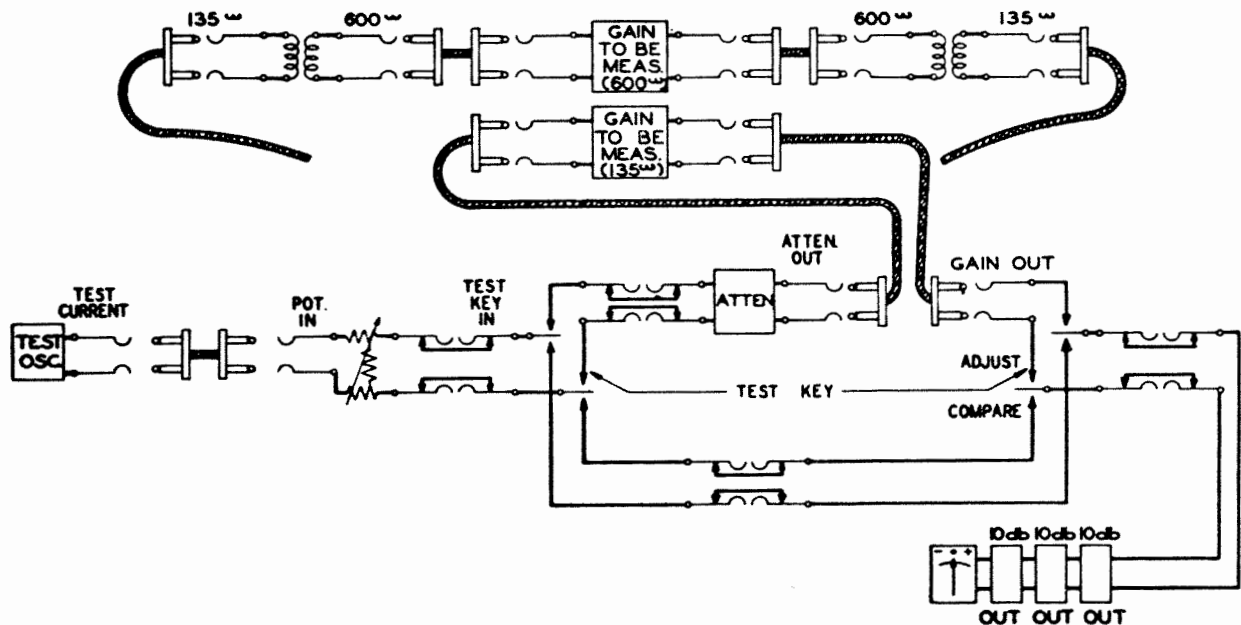 135ω
600ω
GAIN
TO BE
MEAS.
(600ω)
600ω
135ω
GAIN
TO BE
MEAS.
(135ω)
ATTEN.
OUT
GAIN OUT
TEST
CURRENT
POT.
IN
TEST
KEY
IN
ATTEN
TEST
OSC.
ADJUST
TEST KEY
COMPARE
10db 10db 10db
- • +
OUT OUT OUT